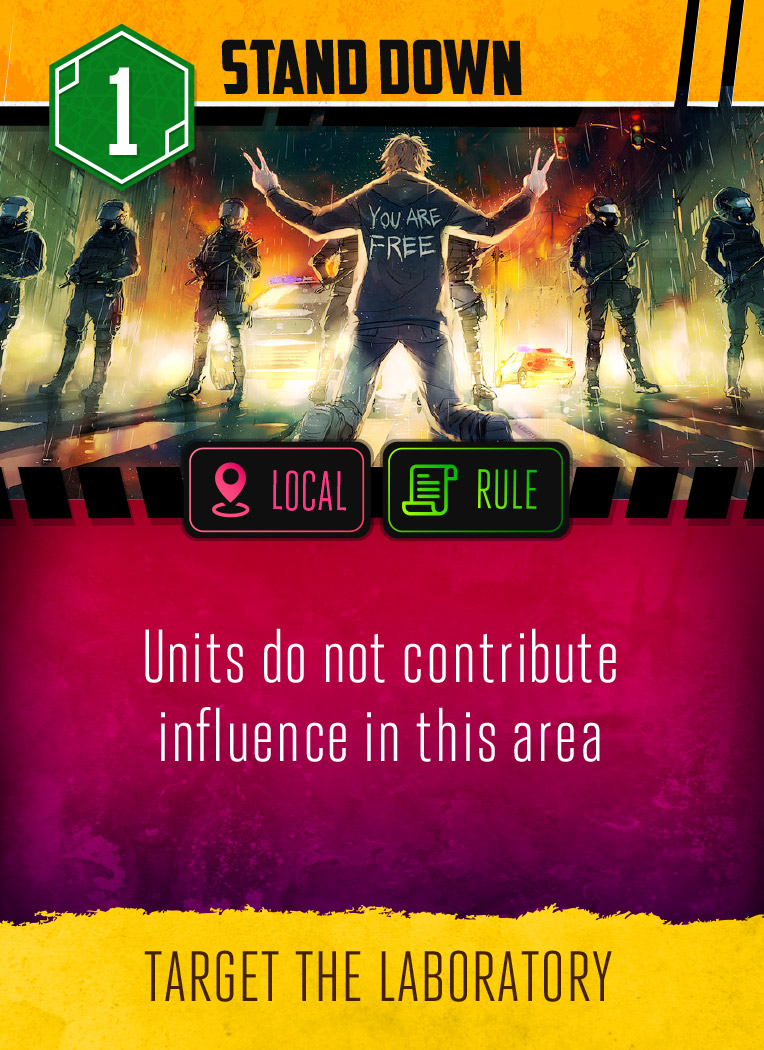 1
STAND DOWN
YOU ARE
FREE
LOCAL
RULE
Units do not contribute
influence in this area
TARGET THE LABORATORY